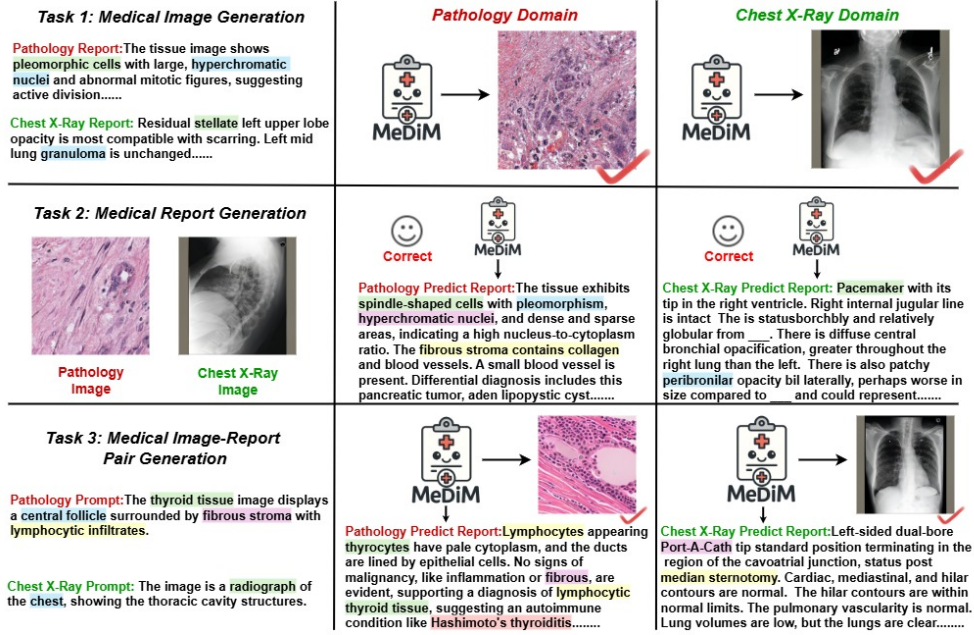 Task 1: Medical Image Generation
Pathology Report:The tissue image shows
pleomorphic cells with large, hyperchromatic
nuclei and abnormal mitotic figures, suggesting
active division......
Chest X-Ray Report: Residual stellate left upper lobe
opacity is most compatible with scarring. Left mid
lung granuloma is unchanged......
Pathology Domain
MeDiM
Chest X-Ray Domain
MeDiM
Task 2: Medical Report Generation
Pathology
Image
Chest X-Ray
Image
Correct
MeDiM
Pathology Predict Report:The tissue exhibits
spindle-shaped cells with pleomorphism,
hyperchromatic nuclei, and dense and sparse
areas, indicating a high nucleus-to-cytoplasm
ratio. The fibrous stroma contains collagen
and blood vessels. A small blood vessel is
present. Differential diagnosis includes this
pancreatic tumor, aden lipopystic cyst.......
Correct
MeDiM
Chest X-Ray Predict Report: Pacemaker with its
tip in the right ventricle. Right internal jugular line
is intact The is statusborchbly and relatively
globular from ___. There is diffuse central
bronchial opacification, greater throughout the
right lung than the left. There is also patchy
peribronilar opacity bil laterally, perhaps worse in
size compared to ___ and could represent.......
Task 3: Medical Image-Report
Pair Generation
Pathology Prompt:The thyroid tissue image displays
a central follicle surrounded by fibrous stroma with
lymphocytic infiltrates.
Chest X-Ray Prompt: The image is a radiograph of
the chest, showing the thoracic cavity structures.
MeDiM
Pathology Predict Report:Lymphocytes appearing
thyrocytes have pale cytoplasm, and the ducts
are lined by epithelial cells. No signs of
malignancy, like inflammation or fibrous, are
evident, supporting a diagnosis of lymphocytic
thyroid tissue, suggesting an autoimmune
condition like Hashimoto's thyroiditis........
MeDiM
Chest X-Ray Predict Report:Left-sided dual-bore
Port-A-Cath tip standard position terminating in the
region of the cavoatrial junction, status post
median sternotomy. Cardiac, mediastinal, and hilar
contours are normal. The hilar contours are within
normal limits. The pulmonary vascularity is normal.
Lung volumes are low, but the lungs are clear........